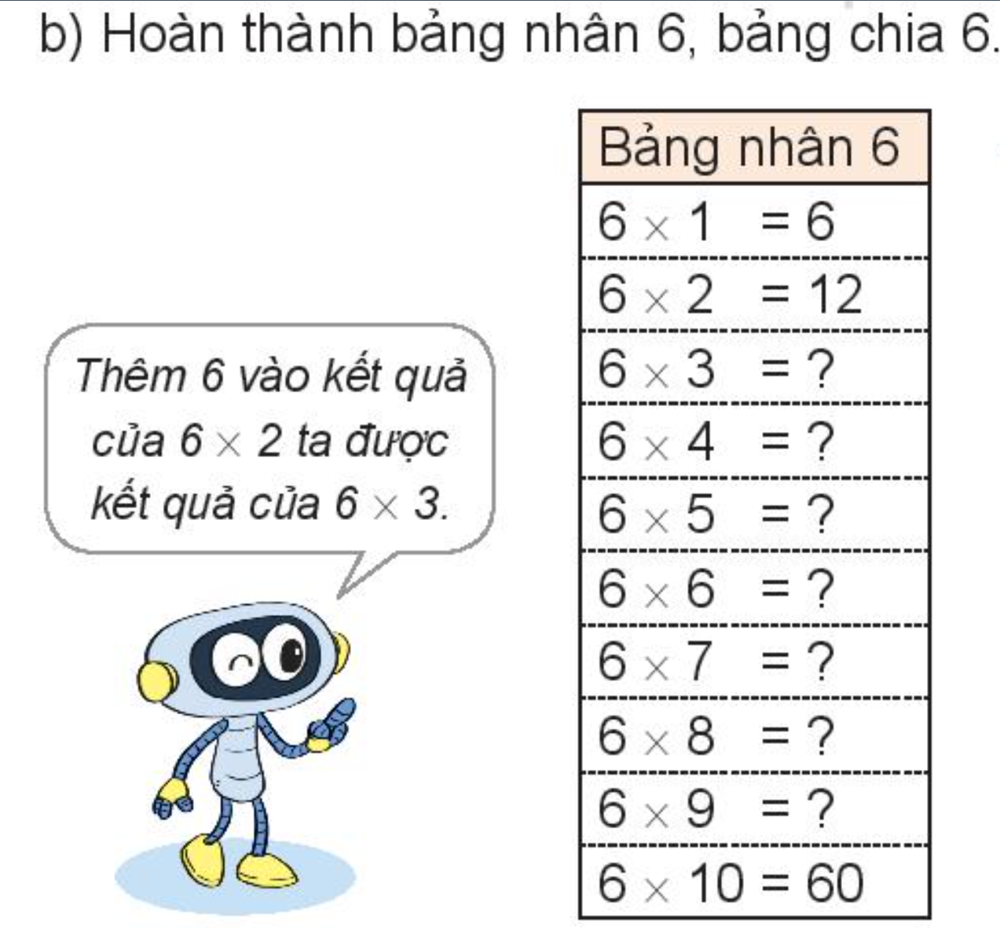 b) Hoàn thành bảng nhân 6, bảng chia 6.
Thêm 6 vào kết quả
của 6 × 2 ta được
kết quả của 6 × 3.
Bảng nhân 6
6 × 1 = 6
6 × 2 = 12
6 × 3 = ?
6 × 4 = ?
6 × 5 = ?
6 × 6 = ?
6 × 7 = ?
6 × 8 = ?
6 × 9 = ?
6 × 10 = 60